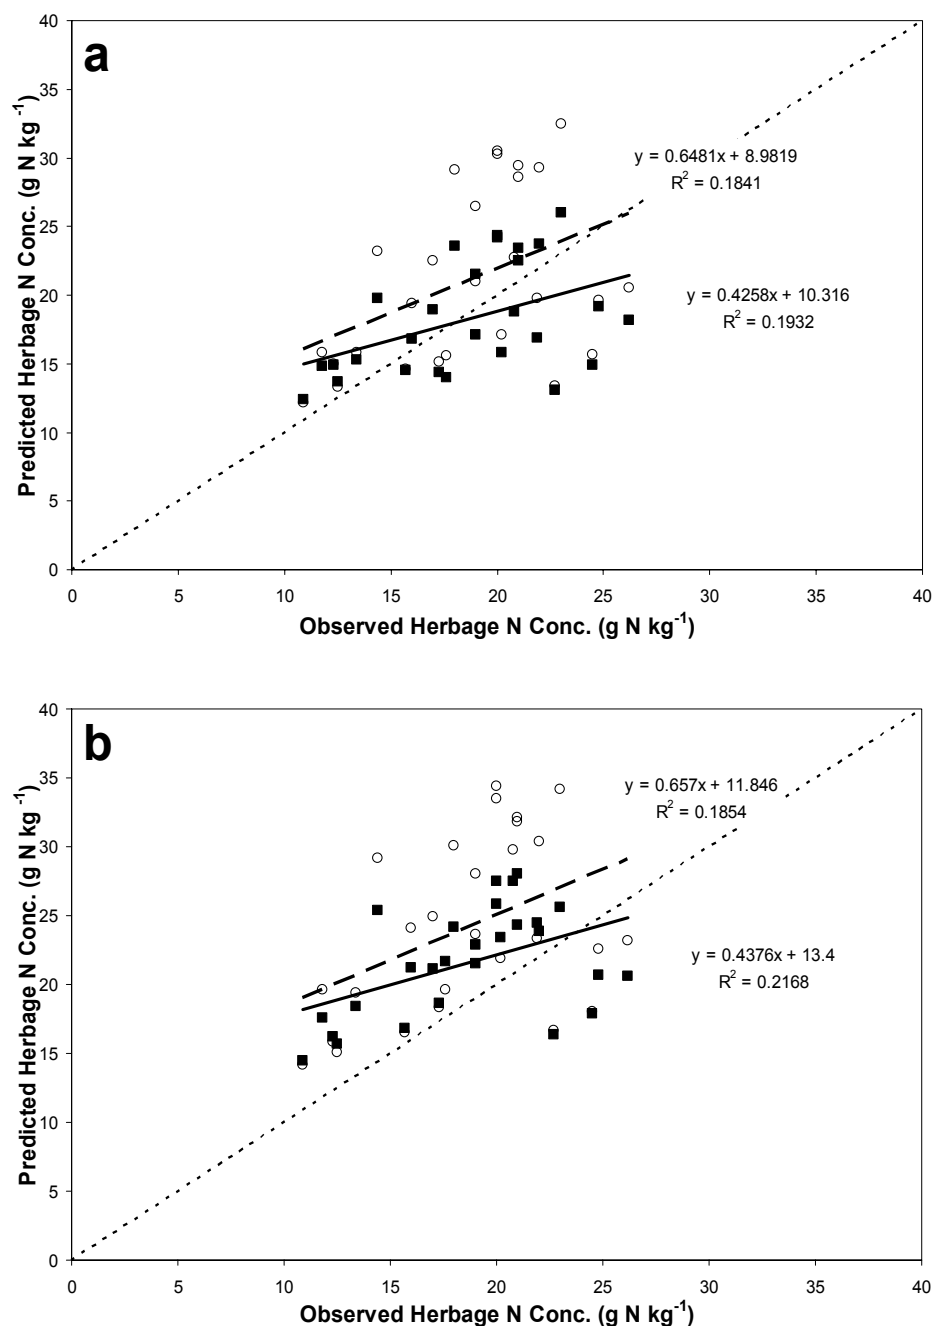 a
40
35
30
25
20
15
10
5
0
Predicted Herbage N Conc. (g N kg⁻¹)
y = 0.6481x + 8.9819
R² = 0.1841
y = 0.4258x + 10.316
R² = 0.1932
0 5 10 15 20 25 30 35 40
Observed Herbage N Conc. (g N kg⁻¹)
b
40
35
30
25
20
15
10
5
0
Predicted Herbage N Conc. (g N kg⁻¹)
y = 0.657x + 11.846
R² = 0.1854
y = 0.4376x + 13.4
R² = 0.2168
0 5 10 15 20 25 30 35 40
Observed Herbage N Conc. (g N kg⁻¹)